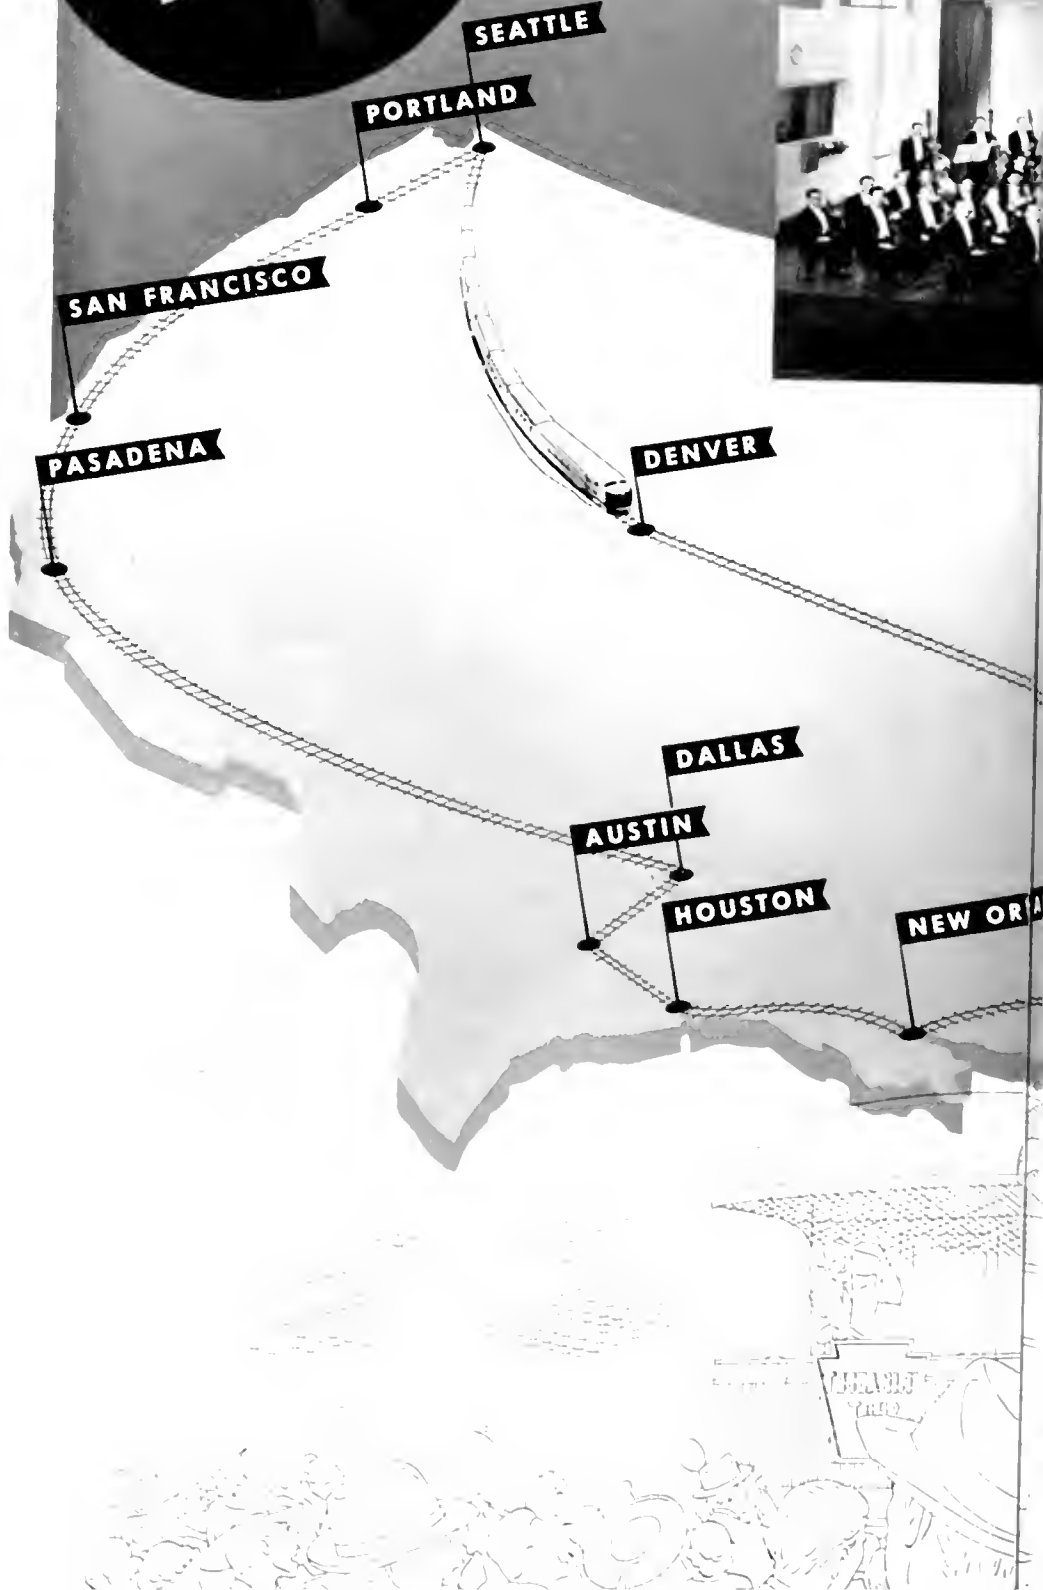 SEATTLE
PORTLAND
SAN FRANCISCO
PASADENA
DENVER
DALLAS
AUSTIN
HOUSTON
NEW OR